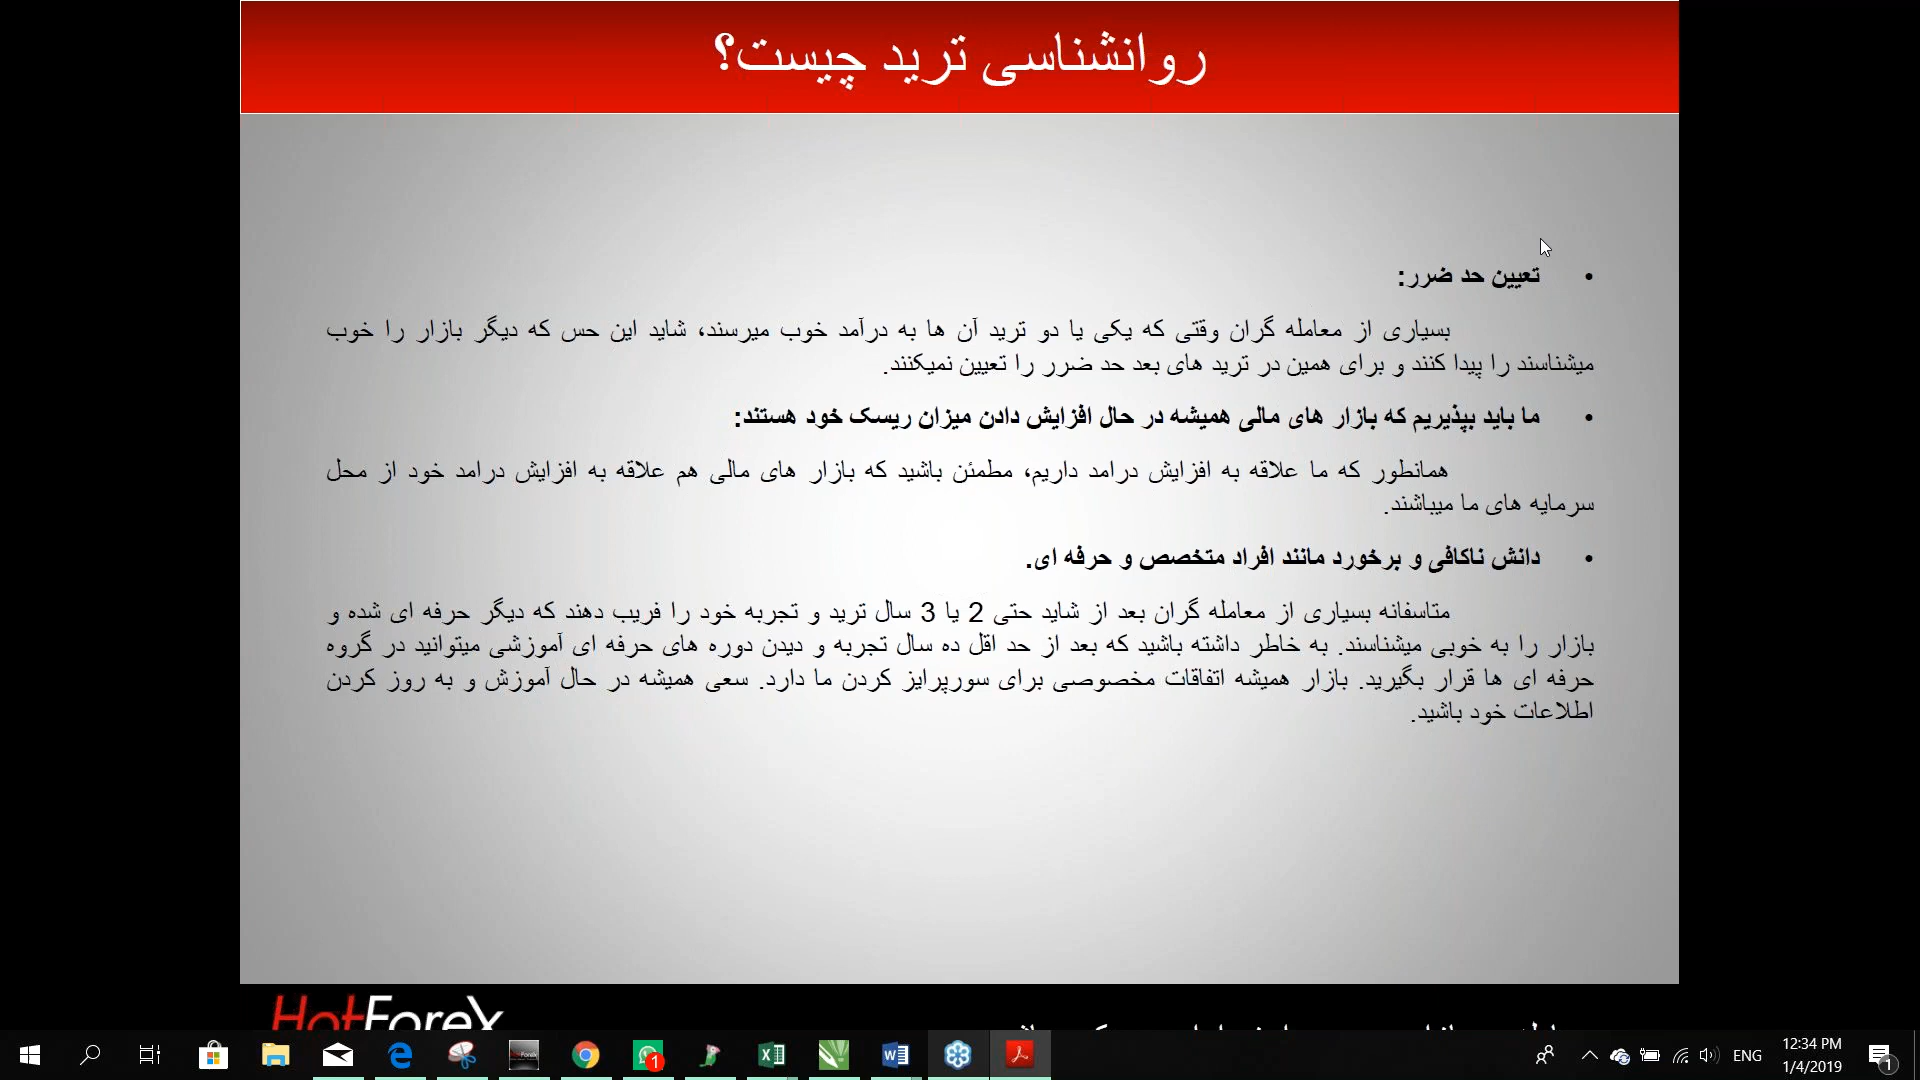 روانشناسی ترید چیست؟
• تعیین حد ضرر:
بسیاری از معامله گران وقتی که یکی یا دو ترید آن ها به درآمد خوب میرسند، شاید این حس که دیگر بازار را خوب
میشناسند را پیدا کنند و برای همین در ترید های بعد حد ضرر را تعیین نمیکنند.
• ما باید بپذیریم که بازار های مالی همیشه در حال افزایش دادن میزان ریسک خود هستند:
همانطور که ما علاقه به افزایش درامد داریم، مطمئن باشید که بازار های مالی هم علاقه به افزایش درامد خود از محل
سرمایه های ما میباشند.
• دانش ناکافی و برخورد مانند افراد متخصص و حرفه ای.
متاسفانه بسیاری از معامله گران بعد از شاید حتی 2 یا 3 سال ترید و تجربه خود را فریب دهند که دیگر حرفه ای شده و
بازار را به خوبی میشناسند. به خاطر داشته باشید که بعد از حد اقل ده سال تجربه و دیدن دوره های حرفه ای آموزشی میتوانید در گروه
حرفه ای ها قرار بگیرید. بازار همیشه اتفاقات مخصوصی برای سورپرایز کردن ما دارد. سعی همیشه در حال آموزش و به روز کردن
اطلاعات خود باشید.
HotForex
ENG
12:34 PM
1/4/2019